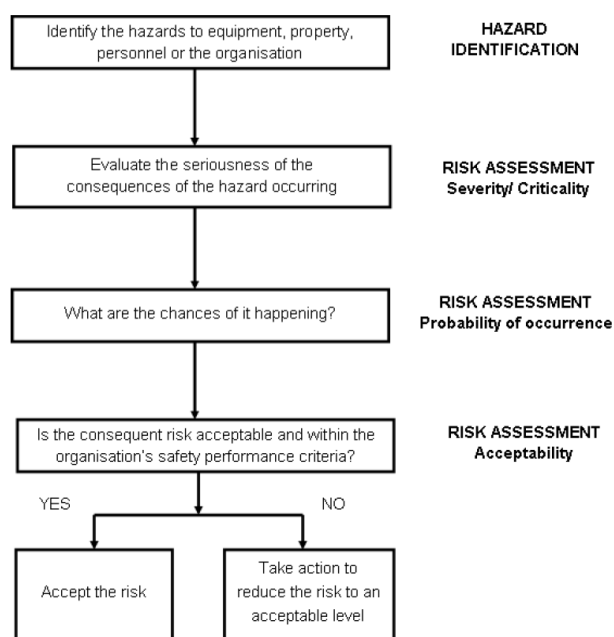 Identify the hazards to equipment, property,
personnel or the organisation
HAZARD
IDENTIFICATION
Evaluate the seriousness of the
consequences of the hazard occurring
RISK ASSESSMENT
Severity/ Criticality
What are the chances of it happening?
RISK ASSESSMENT
Probability of occurrence
Is the consequent risk acceptable and within the
organisation's safety performance criteria?
RISK ASSESSMENT
Acceptability
YES
NO
Accept the risk
Take action to
reduce the risk to an
acceptable level